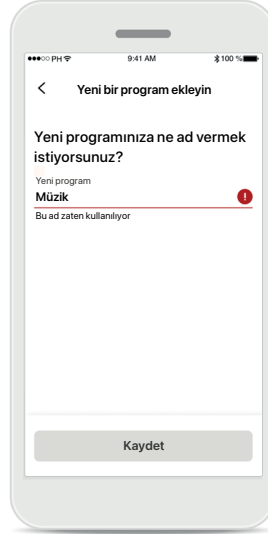 PH 9:41 AM 100 %
Yeni bir program ekleyin
Yeni programınıza ne ad vermek
istiyorsunuz?
Yeni program
Müzik
!
Bu ad zaten kullanılıyor
Kaydet